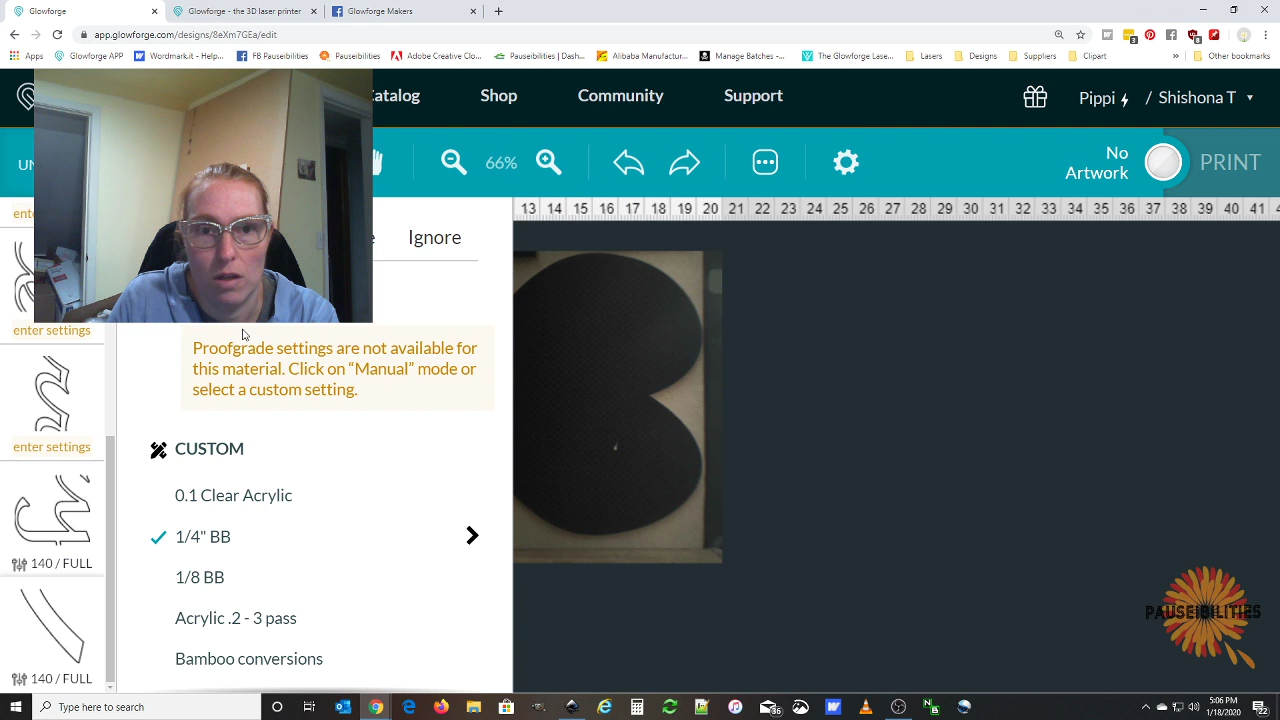 Glowforge
Glowforge - the 3D laser printer
Glowforge Makers
app.glowforge.com/designs/8eXm7GEa/edit
Apps
Glowforge APP
Wordmark.it - Help...
FB Pauseibilities
Pauseibilities
Adobe Creative Clo...
Pauseibilities | Dash...
Alibaba Manufactur...
Manage Batches -...
The Glowforge Lase...
Lasers
Designs
Suppliers
Clipart
»
Other bookmarks
Catalog
Shop
Community
Support
Pippi
/ Shishona T
UN
66%
No
Artwork
PRINT
13 14 15 16 17 18 19 20 21 22 23 24 25 26 27 28 29 30 31 32 33 34 35 36 37 38 39 40 41
Ignore
enter settings
Proofgrade settings are not available for
this material. Click on “Manual” mode or
select a custom setting.
enter settings
CUSTOM
0.1 Clear Acrylic
1/4" BB
1/8 BB
140 / FULL
Acrylic .2 - 3 pass
Bamboo conversions
140 / FULL
PAUSEIBILITIES
Type here to search
5:06 PM
1/18/2020